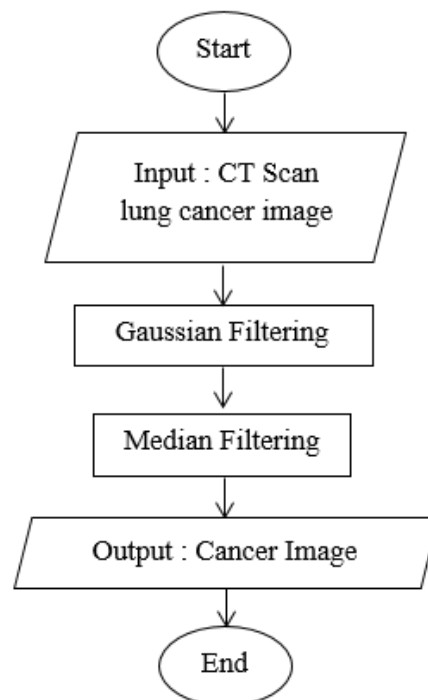 Start
Input : CT Scan
lung cancer image
Gaussian Filtering
Median Filtering
Output : Cancer Image
End